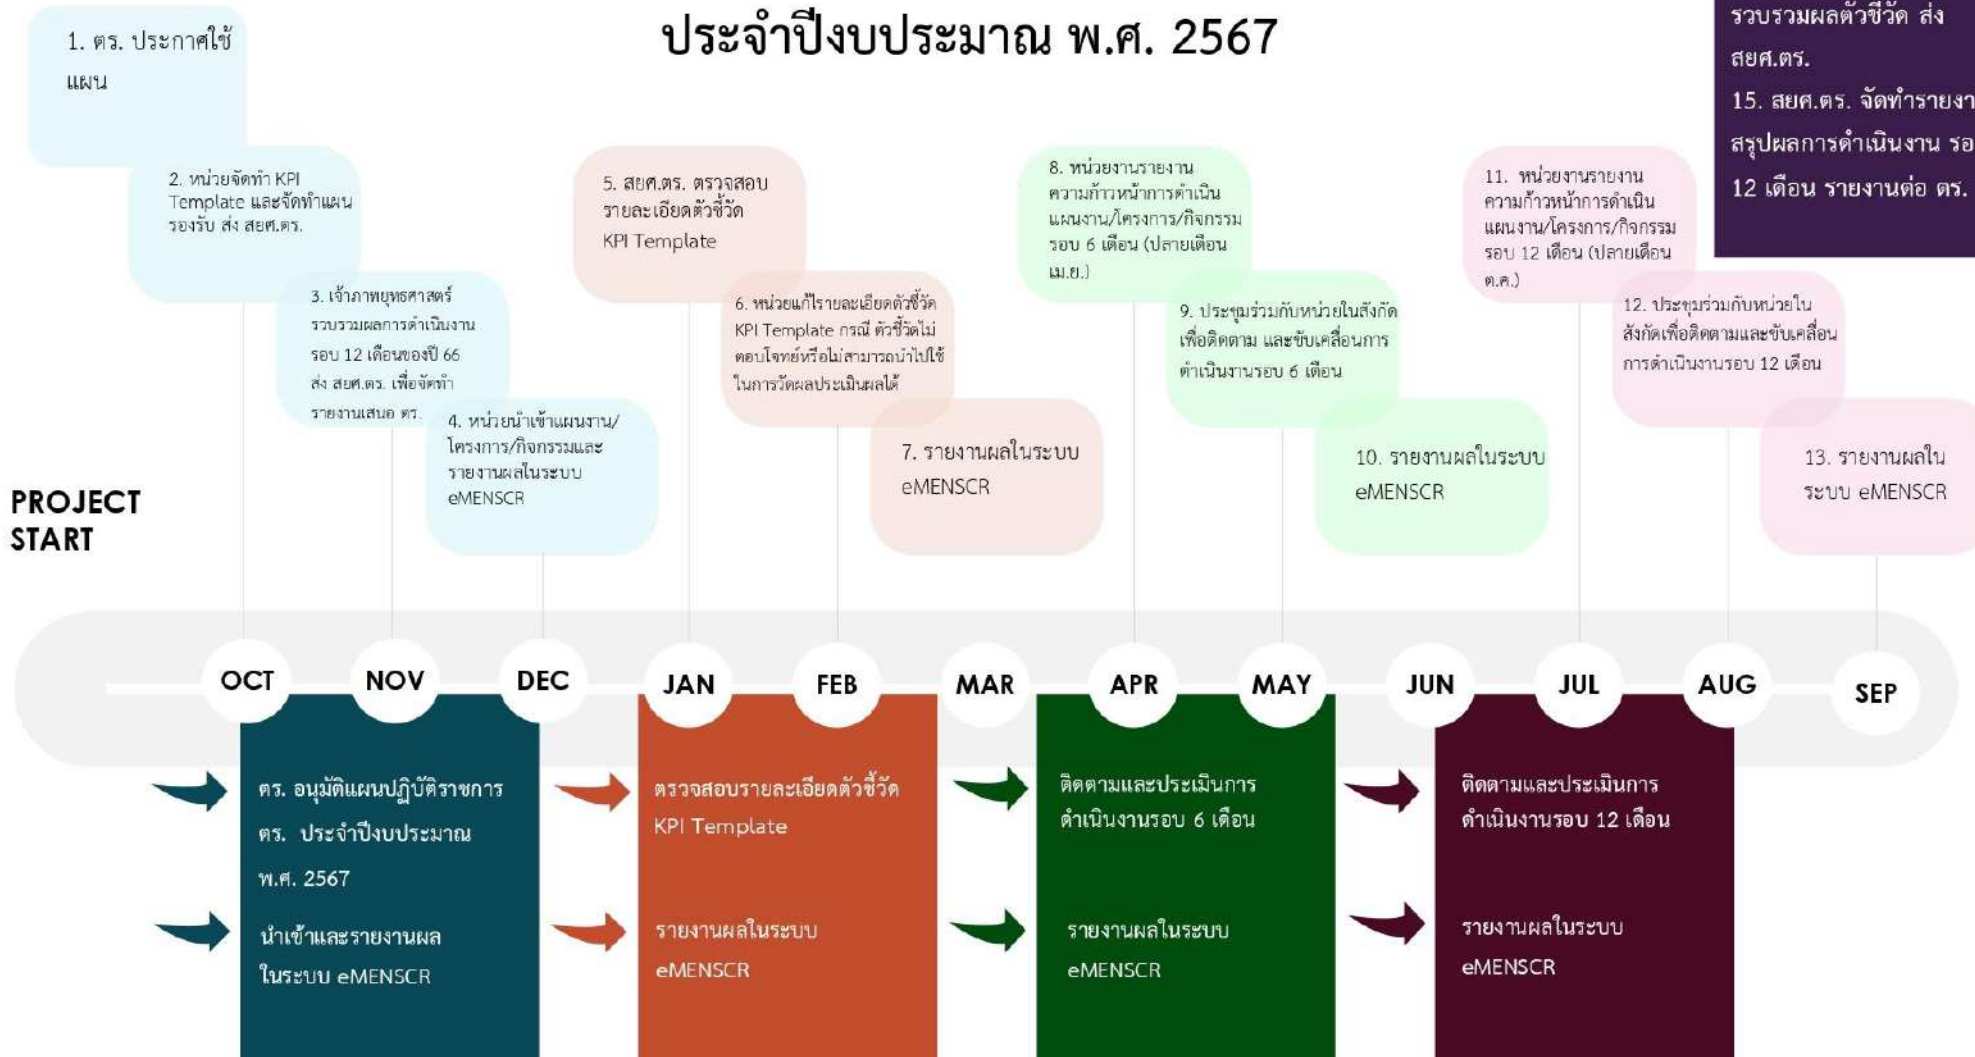 ประจำปีงบประมาณ พ.ศ. 2567
รวบรวมผลตัวชี้วัด ส่ง
สยศ.ตร.
15. สยศ.ตร. จัดทำรายงา
สรุปผลการดำเนินงาน รอ
12 เดือน รายงานต่อ ตร.
1. ตร. ประกาศใช้
แผน
2. หน่วยจัดทำ KPI
Template และจัดทำแผน
รองรับ ส่ง สยศ.ตร.
3. เจ้าภาพยุทธศาสตร์
รวบรวมผลการดำเนินงาน
รอบ 12 เดือนของปี 66
ส่ง สยศ.ตร. เพื่อจัดทำ
รายงานเสนอ ตร.
4. หน่วยนำเข้าแผนงาน/
โครงการ/กิจกรรมและ
รายงานผลในระบบ
eMENSCR
5. สยศ.ตร. ตรวจสอบ
รายละเอียดตัวชี้วัด
KPI Template
6. หน่วยแก้ไรายละเอียดตัวชี้วัด
KPI Template กรณี ตัวชี้วัดไม่
ตอบโจทย์หรือไม่สามารถนำไปใช้
ในการวัดผลประเมินผลได้
7. รายงานผลในระบบ
eMENSCR
8. หน่วยงานรายงาน
ความก้าวหน้าการดำเนิน
แผนงาน/โครงการ/กิจกรรม
รอบ 6 เดือน (ปลายเดือน
เม.ย.)
9. ประชุมร่วมกับหน่วยในสังกัด
เพื่อติดตาม และขับเคลื่อนการ
ดำเนินงานรอบ 6 เดือน
10. รายงานผลในระบบ
eMENSCR
11. หน่วยงานรายงาน
ความก้าวหน้าการดำเนิน
แผนงาน/โครงการ/กิจกรรม
รอบ 12 เดือน (ปลายเดือน
ต.ค.)
12. ประชุมร่วมกับหน่วยใน
สังกัดเพื่อติดตามและขับเคลื่อน
การดำเนินงานรอบ 12 เดือน
13. รายงานผลใน
ระบบ eMENSCR
PROJECT
START
OCT NOV DEC JAN FEB MAR APR MAY JUN JUL AUG SEP
ตร. อนุมัติแผนปฏิบัติราชการ
ตร. ประจำปีงบประมาณ
พ.ศ. 2567
นำเข้าและรายงานผล
ในระบบ eMENSCR
ตรวจสอบรายละเอียดตัวชี้วัด
KPI Template
รายงานผลในระบบ
eMENSCR
ติดตามและประเมินการ
ดำเนินงานรอบ 6 เดือน
รายงานผลในระบบ
eMENSCR
ติดตามและประเมินการ
ดำเนินงานรอบ 12 เดือน
รายงานผลในระบบ
eMENSCR